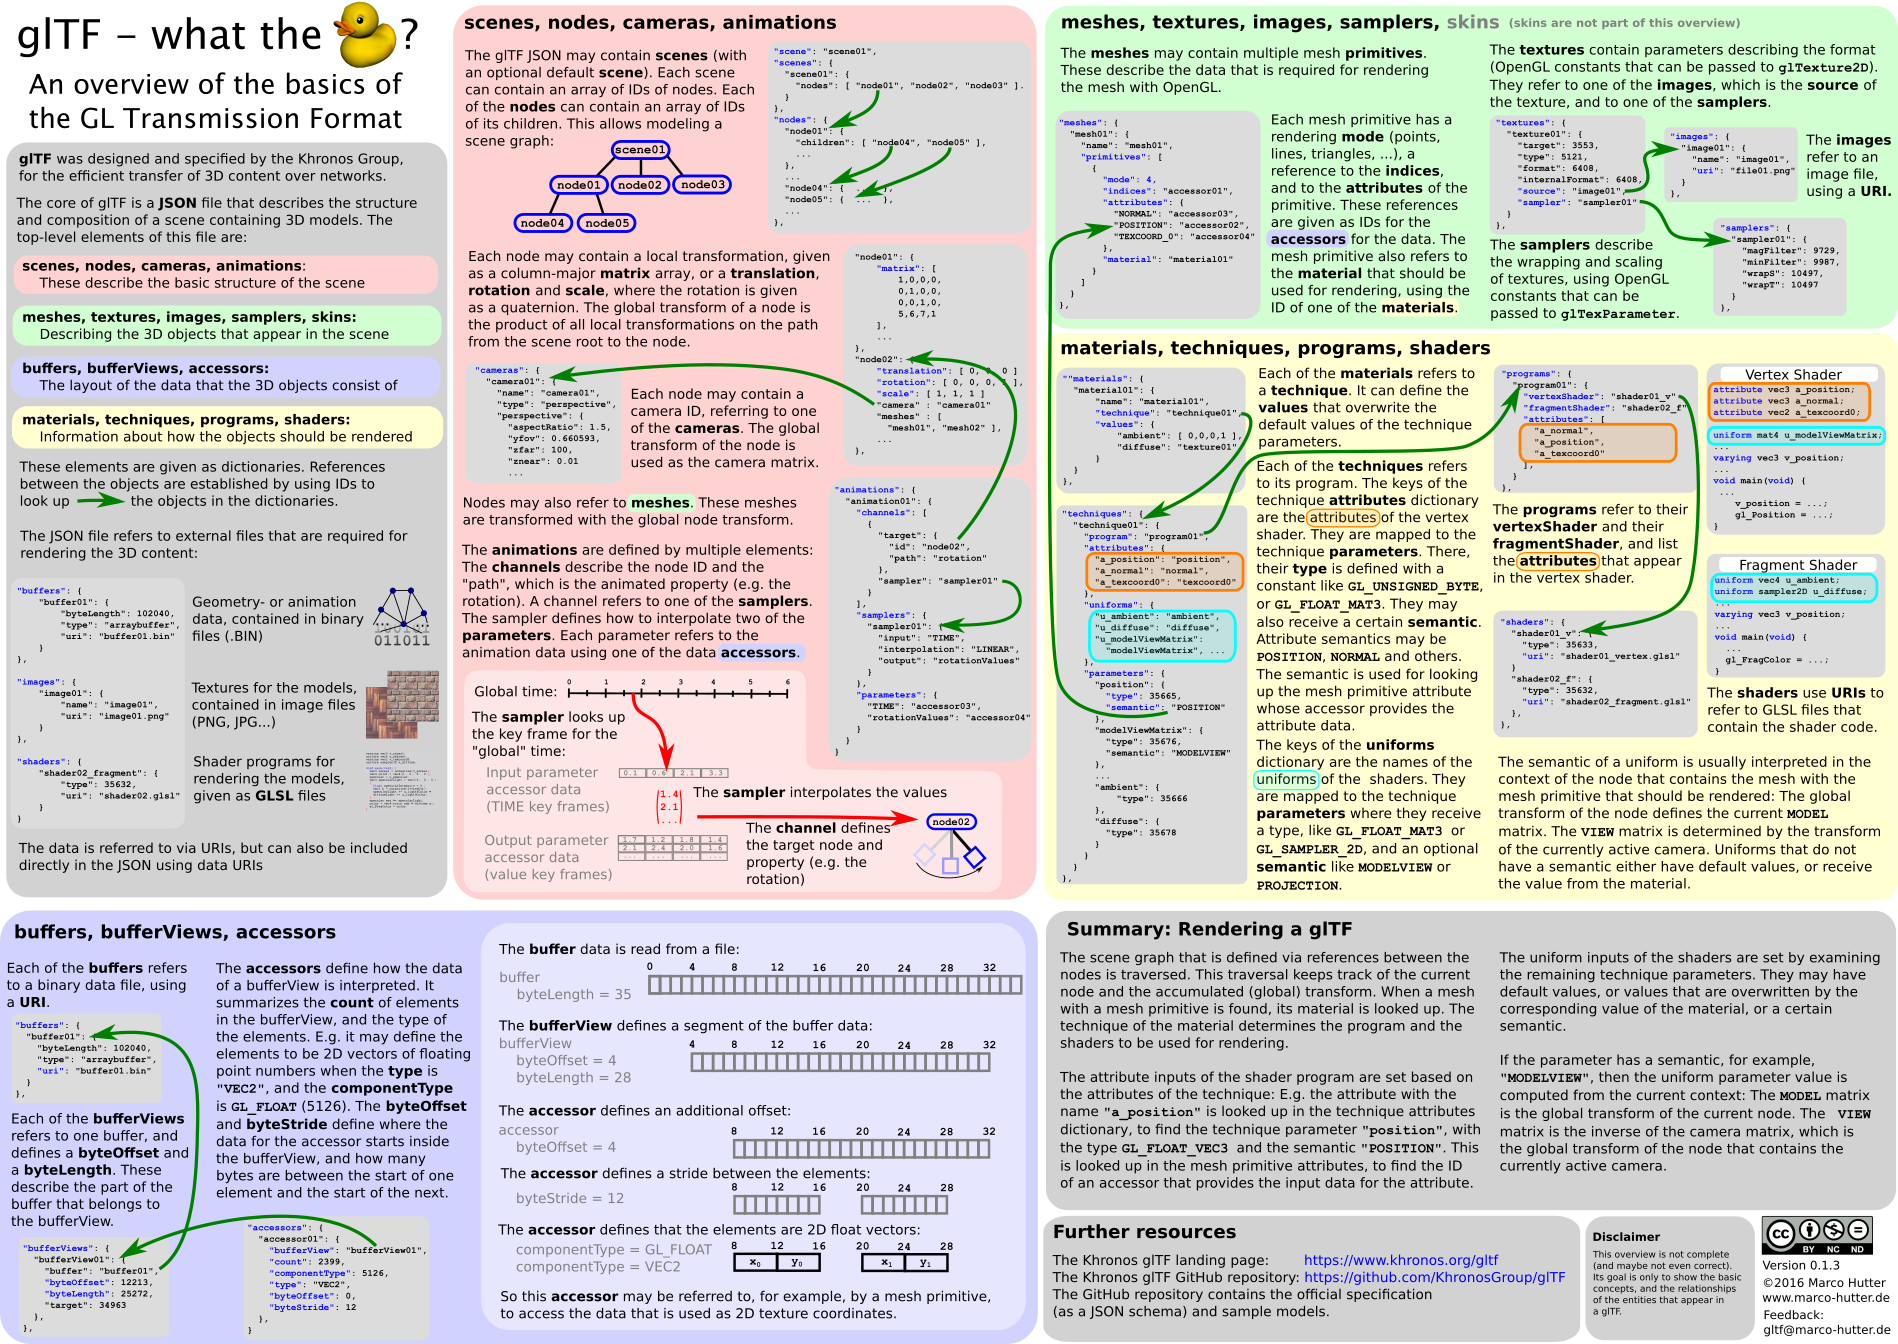 glTF – what the ?
An overview of the basics of
the GL Transmission Format
glTF was designed and specified by the Khronos Group,
for the efficient transfer of 3D content over networks.
The core of glTF is a JSON file that describes the structure
and composition of a scene containing 3D models. The
top-level elements of this file are:
scenes, nodes, cameras, animations:
These describe the basic structure of the scene
meshes, textures, images, samplers, skins:
Describing the 3D objects that appear in the scene
buffers, bufferViews, accessors:
The layout of the data that the 3D objects consist of
materials, techniques, programs, shaders:
Information about how the objects should be rendered
These elements are given as dictionaries. References
between the objects are established by using IDs to
look up the objects in the dictionaries.
The JSON file refers to external files that are required for
rendering the 3D content:
"buffers": {
"buffer01": {
"byteLength": 102040,
"type": "arraybuffer",
"uri": "buffer01.bin"
}
},
Geometry- or animation
data, contained in binary
files (.BIN)
011011
"images": {
"image01": {
"name": "image01",
"uri": "image01.png"
}
},
Textures for the models,
contained in image files
(PNG, JPG...)
"shaders": {
"shader02_fragment": {
"type": 35632,
"uri": "shader02.glsl"
}
}
Shader programs for
rendering the models,
given as GLSL files
The data is referred to via URIs, but can also be included
directly in the JSON using data URIs
scenes, nodes, cameras, animations
The glTF JSON may contain scenes (with
an optional default scene). Each scene
can contain an array of IDs of nodes. Each
of the nodes can contain an array of IDs
of its children. This allows modeling a
scene graph:
scene01
node01 node02 node03
node04 node05
"scene": "scene01",
"scenes": {
"scene01": {
"nodes": [ "node01", "node02", "node03" ].
}
},
"nodes": {
"node01": {
"children": [ "node04", "node05" ],
...
},
...
"node04": { ... },
"node05": { ... },
...
},
Each node may contain a local transformation, given
as a column-major matrix array, or a translation,
rotation and scale, where the rotation is given
as a quaternion. The global transform of a node is
the product of all local transformations on the path
from the scene root to the node.
"node01": {
"matrix": [
1,0,0,0,
0,1,0,0,
0,0,1,0,
5,6,7,1
],
...
},
"node02": {
"translation": [ 0, 0, 0 ]
"rotation": [ 0, 0, 0, 1 ],
"scale": [ 1, 1, 1 ]
"camera" : "camera01"
"meshes" : [
"mesh01", "mesh02" ],
...
},
"cameras": {
"camera01": {
"name": "camera01",
"type": "perspective",
"perspective": {
"aspectRatio": 1.5,
"yfov": 0.660593,
"zfar": 100,
"znear": 0.01
...
Each node may contain a
camera ID, referring to one
of the cameras. The global
transform of the node is
used as the camera matrix.
Nodes may also refer to meshes. These meshes
are transformed with the global node transform.
The animations are defined by multiple elements:
The channels describe the node ID and the
"path", which is the animated property (e.g. the
rotation). A channel refers to one of the samplers.
The sampler defines how to interpolate two of the
parameters. Each parameter refers to the
animation data using one of the data accessors.
"animations": {
"animation01": {
"channels": [
{
"target": {
"id": "node02",
"path": "rotation"
},
"sampler": "sampler01"
}
],
"samplers": {
"sampler01": {
"input": "TIME",
"interpolation": "LINEAR",
"output": "rotationValues"
}
},
"parameters": {
"TIME": "accessor03",
"rotationValues": "accessor04"
}
}
}
Global time: 0 1 2 3 4 5 6
The sampler looks up
the key frame for the
"global" time:
Input parameter
accessor data
(TIME key frames)
0.1 0.6 2.1 3.3
1.4
2.1
...
The sampler interpolates the values
Output parameter
accessor data
(value key frames)
1.7 1.2 1.8 1.4
2.1 2.4 2.0 1.6
... ... ... ...
The channel defines
the target node and
property (e.g. the
rotation)
node02
meshes, textures, images, samplers, skins (skins are not part of this overview)
The meshes may contain multiple mesh primitives.
These describe the data that is required for rendering
the mesh with OpenGL.
"meshes": {
"mesh01": {
"name": "mesh01",
"primitives": [
{
"mode": 4,
"indices": "accessor01",
"attributes": {
"NORMAL": "accessor03",
"POSITION": "accessor02",
"TEXCOORD_0": "accessor04"
},
"material": "material01"
}
]
}
},
Each mesh primitive has a
rendering mode (points,
lines, triangles, ...), a
reference to the indices,
and to the attributes of the
primitive. These references
are given as IDs for the
accessors for the data. The
mesh primitive also refers to
the material that should be
used for rendering, using the
ID of one of the materials.
The textures contain parameters describing the format
(OpenGL constants that can be passed to glTexture2D).
They refer to one of the images, which is the source of
the texture, and to one of the samplers.
"textures": {
"texture01": {
"target": 3553,
"type": 5121,
"format": 6408,
"internalFormat": 6408,
"source": "image01",
"sampler": "sampler01"
}
},
"images": {
"image01": {
"name": "image01",
"uri": "file01.png"
}
},
The images
refer to an
image file,
using a URI.
The samplers describe
the wrapping and scaling
of textures, using OpenGL
constants that can be
passed to glTexParameter.
"samplers": {
"sampler01": {
"magFilter": 9729,
"minFilter": 9987,
"wrapS": 10497,
"wrapT": 10497
}
},
materials, techniques, programs, shaders
""materials": {
"material01": {
"name": "material01",
"technique": "technique01",
"values": {
"ambient": [ 0,0,0,1 ],
"diffuse": "texture01"
}
}
},
Each of the materials refers to
a technique. It can define the
values that overwrite the
default values of the technique
parameters.
"techniques": {
"technique01": {
"program": "program01",
"attributes": {
"a_position": "position",
"a_normal": "normal",
"a_texcoord0": "texcoord0"
},
"uniforms": {
"u_ambient": "ambient",
"u_diffuse": "diffuse",
"u_modelViewMatrix":
"modelViewMatrix", ...
},
"parameters": {
"position": {
"type": 35665,
"semantic": "POSITION"
},
"modelViewMatrix": {
"type": 35676,
"semantic": "MODELVIEW"
},
...
"ambient": {
"type": 35666
},
"diffuse": {
"type": 35678
}
}
}
},
Each of the techniques refers
to its program. The keys of the
technique attributes dictionary
are the attributes of the vertex
shader. They are mapped to the
technique parameters. There,
their type is defined with a
constant like GL_UNSIGNED_BYTE,
or GL_FLOAT_MAT3. They may
also receive a certain semantic.
Attribute semantics may be
POSITION, NORMAL and others.
The semantic is used for looking
up the mesh primitive attribute
whose accessor provides the
attribute data.
The keys of the uniforms
dictionary are the names of the
uniforms of the shaders. They
are mapped to the technique
parameters where they receive
a type, like GL_FLOAT_MAT3 or
GL_SAMPLER_2D, and an optional
semantic like MODELVIEW or
PROJECTION.
"programs": {
"program01": {
"vertexShader": "shader01_v"
"fragmentShader": "shader02_f"
"attributes": [
"a_normal",
"a_position",
"a_texcoord0"
],
}
},
The programs refer to their
vertexShader and their
fragmentShader, and list
the attributes that appear
in the vertex shader.
"shaders": {
"shader01_v": {
"type": 35633,
"uri": "shader01_vertex.glsl"
},
"shader02_f": {
"type": 35632,
"uri": "shader02_fragment.glsl"
}
},
Vertex Shader
attribute vec3 a_position;
attribute vec3 a_normal;
attribute vec2 a_texcoord0;
...
uniform mat4 u_modelViewMatrix;
...
varying vec3 v_position;
...
void main(void) {
...
v_position = ...;
gl_Position = ...;
}
Fragment Shader
uniform vec4 u_ambient;
uniform sampler2D u_diffuse;
...
varying vec3 v_position;
...
void main(void) {
...
gl_FragColor = ...;
}
The shaders use URIs to
refer to GLSL files that
contain the shader code.
The semantic of a uniform is usually interpreted in the
context of the node that contains the mesh with the
mesh primitive that should be rendered: The global
transform of the node defines the current MODEL
matrix. The VIEW matrix is determined by the transform
of the currently active camera. Uniforms that do not
have a semantic either have default values, or receive
the value from the material.
buffers, bufferViews, accessors
Each of the buffers refers
to a binary data file, using
a URI.
"buffers": {
"buffer01": {
"byteLength": 102040,
"type": "arraybuffer",
"uri": "buffer01.bin"
}
},
Each of the bufferViews
refers to one buffer, and
defines a byteOffset and
a byteLength. These
describe the part of the
buffer that belongs to
the bufferView.
"bufferViews": {
"bufferView01": {
"buffer": "buffer01",
"byteOffset": 12213,
"byteLength": 25272,
"target": 34963
},
},
The accessors define how the data
of a bufferView is interpreted. It
summarizes the count of elements
in the bufferView, and the type of
the elements. E.g. it may define the
elements to be 2D vectors of floating
point numbers when the type is
"VEC2", and the componentType
is GL_FLOAT (5126). The byteOffset
and byteStride define where the
data for the accessor starts inside
the bufferView, and how many
bytes are between the start of one
element and the start of the next.
"accessors": {
"accessor01": {
"bufferView": "bufferView01",
"count": 2399,
"componentType": 5126,
"type": "VEC2",
"byteOffset": 0,
"byteStride": 12
},
}
The buffer data is read from a file:
0 4 8 12 16 20 24 28 32
buffer
byteLength = 35
The bufferView defines a segment of the buffer data:
bufferView
4 8 12 16 20 24 28 32
byteOffset = 4
byteLength = 28
The accessor defines an additional offset:
accessor
8 12 16 20 24 28 32
byteOffset = 4
The accessor defines a stride between the elements:
8 12 16 20 24 28
byteStride = 12
The accessor defines that the elements are 2D float vectors:
8 12 16 20 24 28
componentType = GL_FLOAT
componentType = VEC2
x0 y0 x1 y1
So this accessor may be referred to, for example, by a mesh primitive,
to access the data that is used as 2D texture coordinates.
Summary: Rendering a glTF
The scene graph that is defined via references between the
nodes is traversed. This traversal keeps track of the current
node and the accumulated (global) transform. When a mesh
with a mesh primitive is found, its material is looked up. The
technique of the material determines the program and the
shaders to be used for rendering.
The attribute inputs of the shader program are set based on
the attributes of the technique: E.g. the attribute with the
name "a_position" is looked up in the technique attributes
dictionary, to find the technique parameter "position", with
the type GL_FLOAT_VEC3 and the semantic "POSITION". This
is looked up in the mesh primitive attributes, to find the ID
of an accessor that provides the input data for the attribute.
The uniform inputs of the shaders are set by examining
the remaining technique parameters. They may have
default values, or values that are overwritten by the
corresponding value of the material, or a certain
semantic.
If the parameter has a semantic, for example,
"MODELVIEW", then the uniform parameter value is
computed from the current context: The MODEL matrix
is the global transform of the current node. The VIEW
matrix is the inverse of the camera matrix, which is
the global transform of the node that contains the
currently active camera.
Further resources
The Khronos glTF landing page: https://www.khronos.org/gltf
The Khronos glTF GitHub repository: https://github.com/KhronosGroup/glTF
The GitHub repository contains the official specification
(as a JSON schema) and sample models.
Disclaimer
This overview is not complete
(and maybe not even correct).
Its goal is only to show the basic
concepts, and the relationships
of the entities that appear in
a glTF.
cc BY NC ND
Version 0.1.3
©2016 Marco Hutter
www.marco-hutter.de
Feedback:
gltf@marco-hutter.de